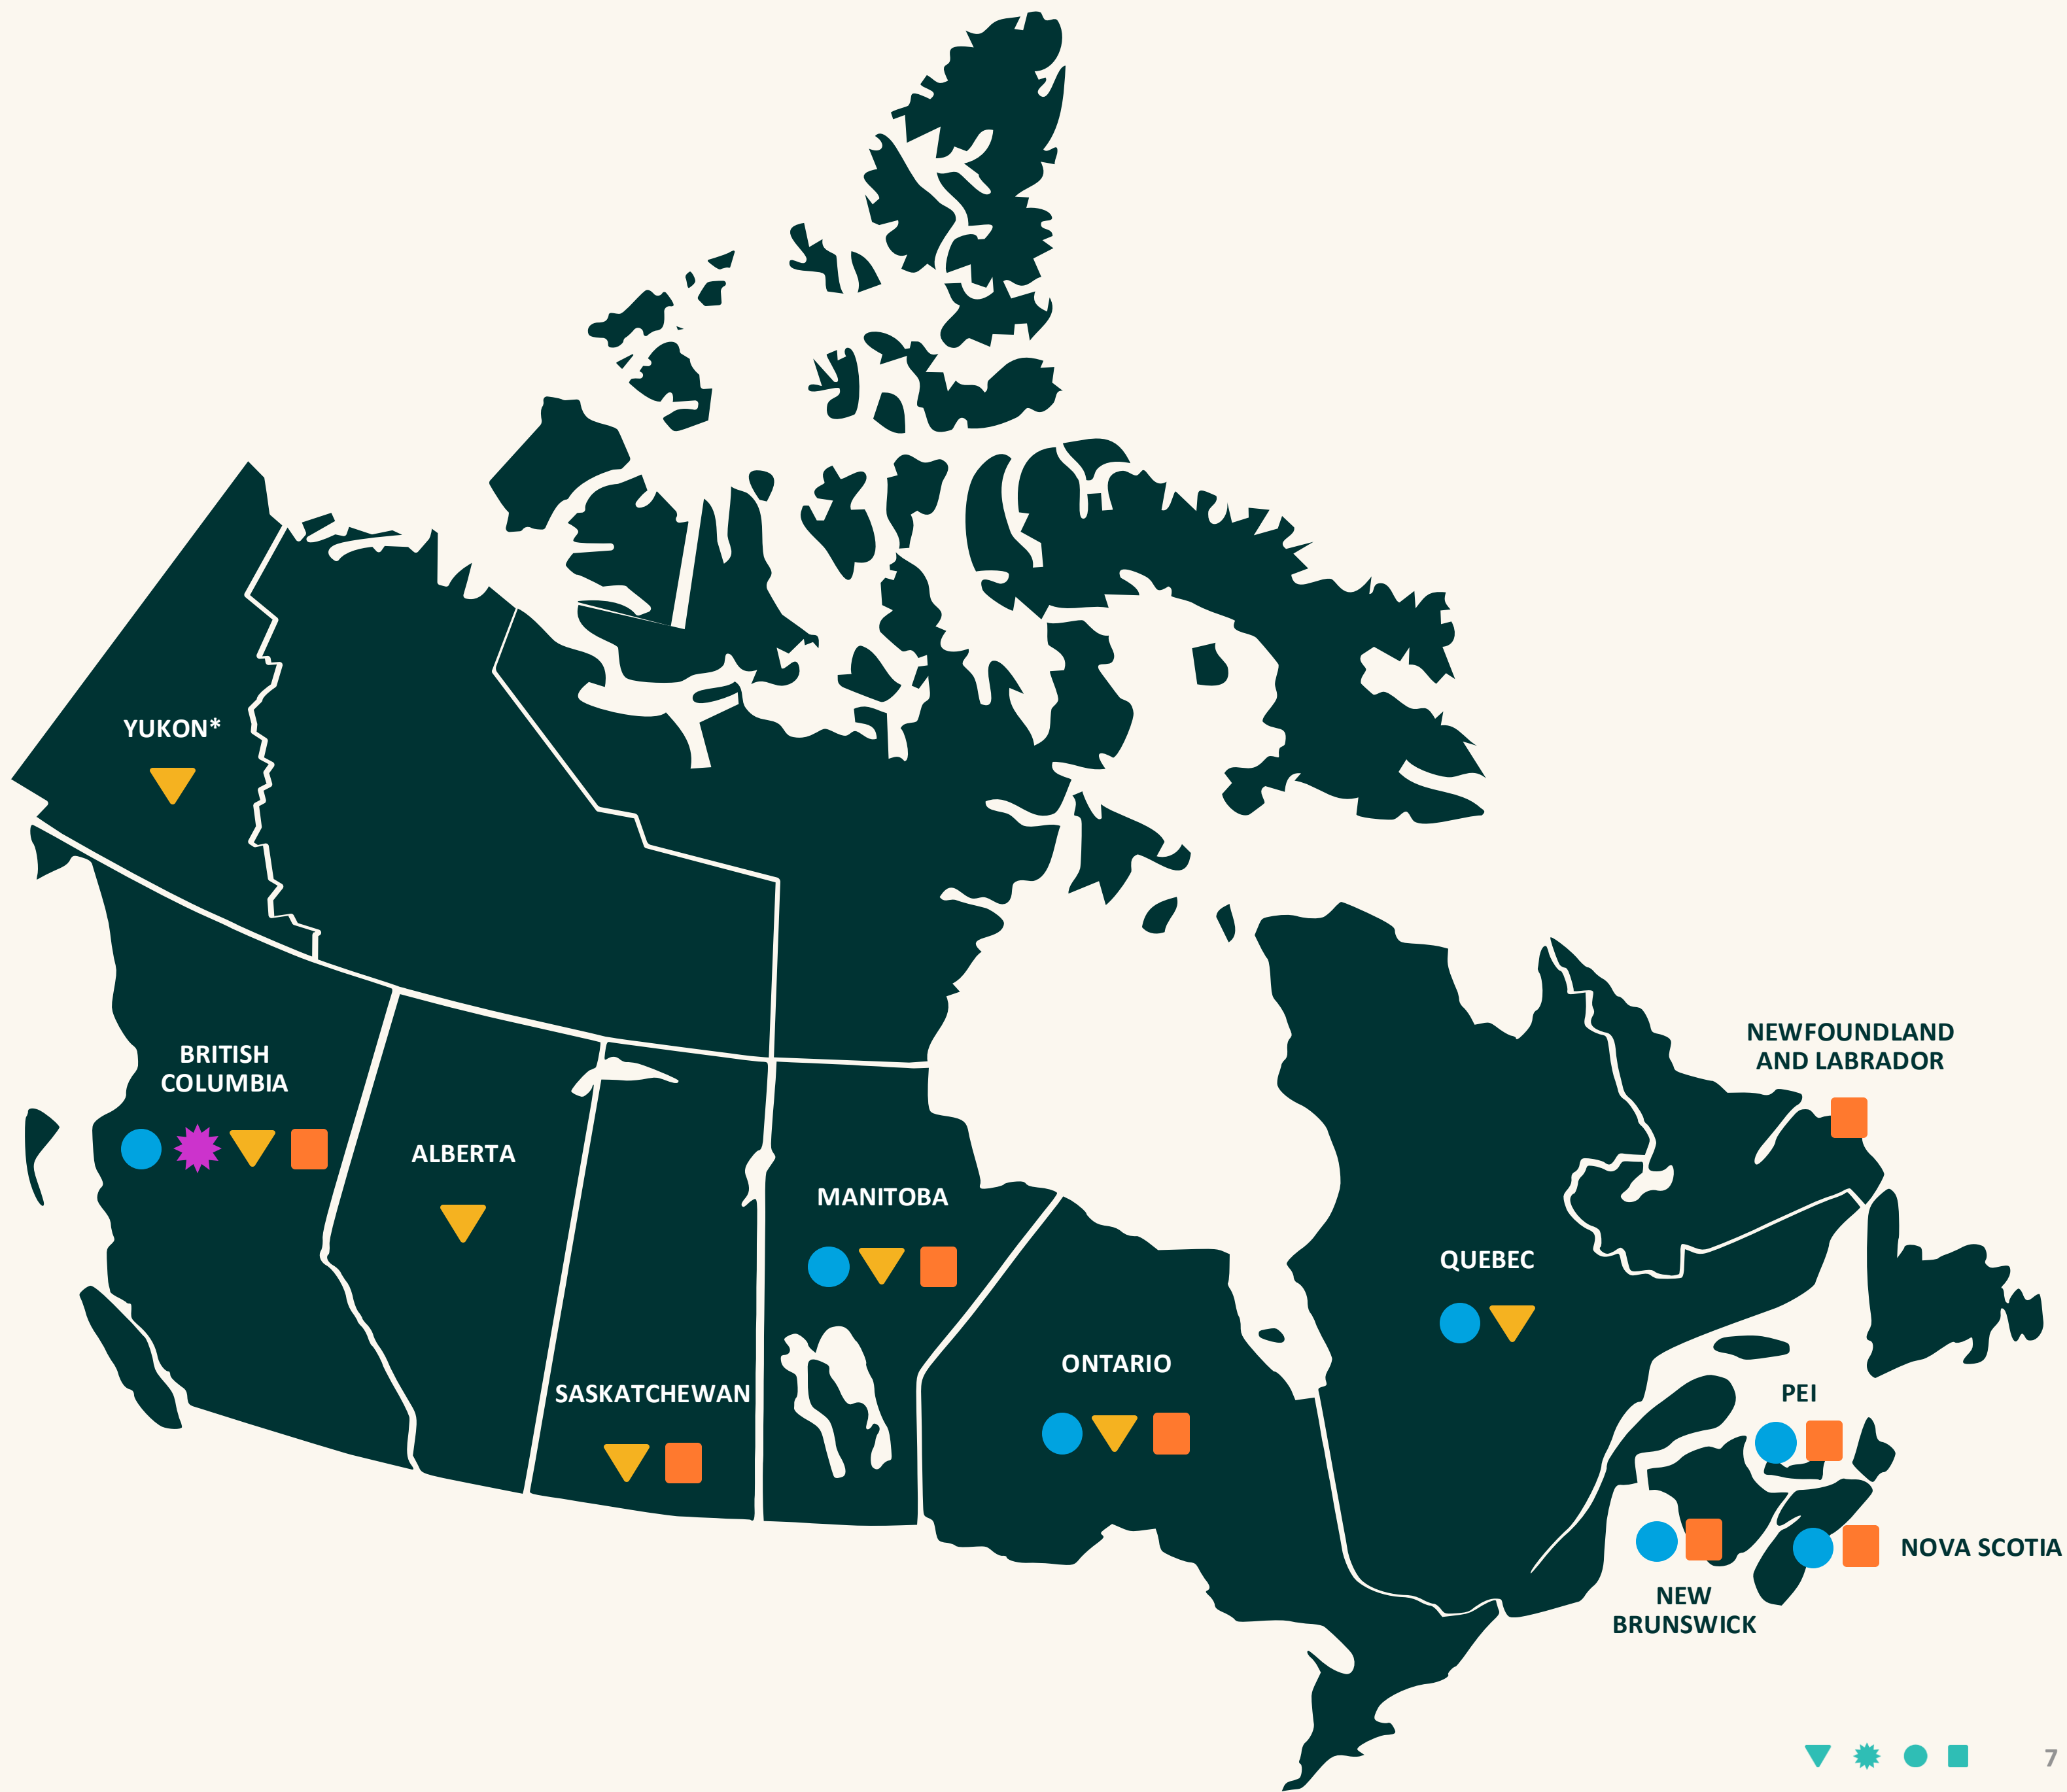 YUKON*
BRITISH
COLUMBIA
ALBERTA
SASKATCHEWAN
MANITOBA
ONTARIO
QUEBEC
NEWFOUNDLAND
AND LABRADOR
PEI
NOVA SCOTIA
NEW
BRUNSWICK
7